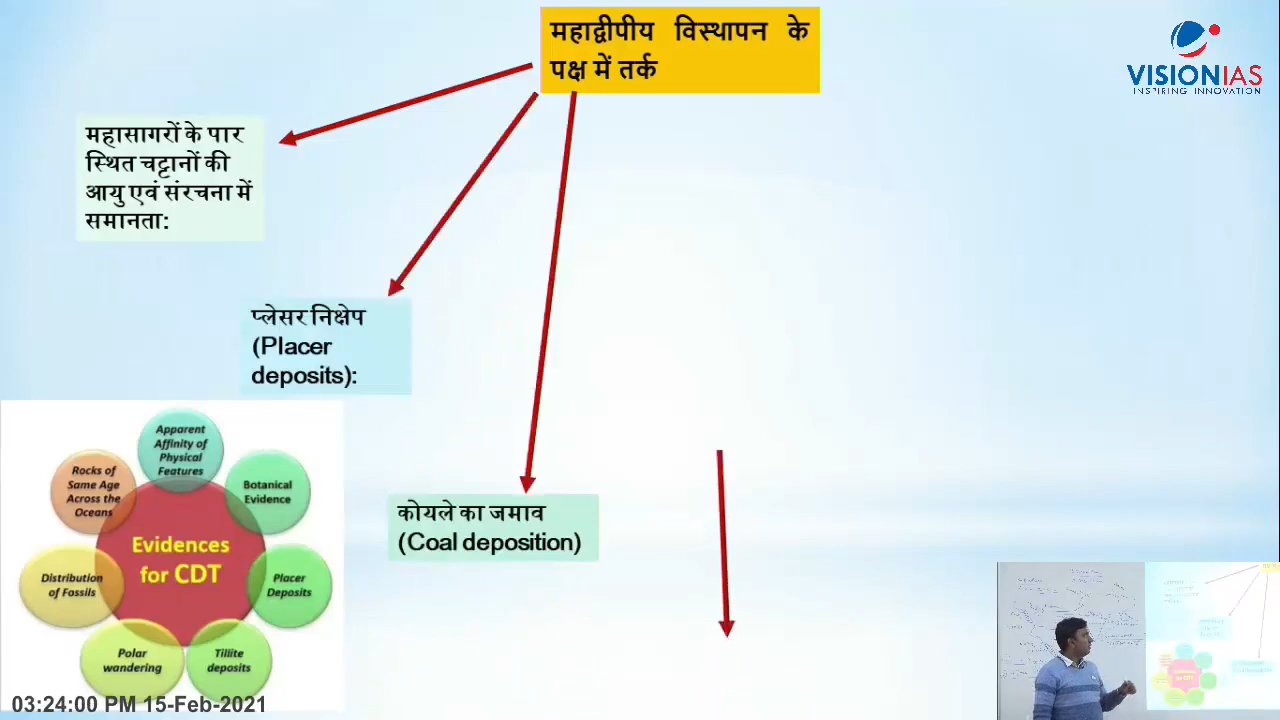 महाद्वीपीय विस्थापन के
पक्ष में तर्क
VISIONIAS
INSPIRING INNOVATION
महासागरों के पार
स्थित चट्टानों की
आयु एवं संरचना में
समानता:
प्लेसर निक्षेप
(Placer
deposits):
कोयले का जमाव
(Coal deposition)
Apparent
Affinity of
Physical
Features
Rocks of
Same Age
Across the
Oceans
Botanical
Evidence
Evidences
for CDT
Distribution
of Fossils
Placer
Deposits
Polar
wandering
Tillite
deposits
03:24:00 PM 15-Feb-2021